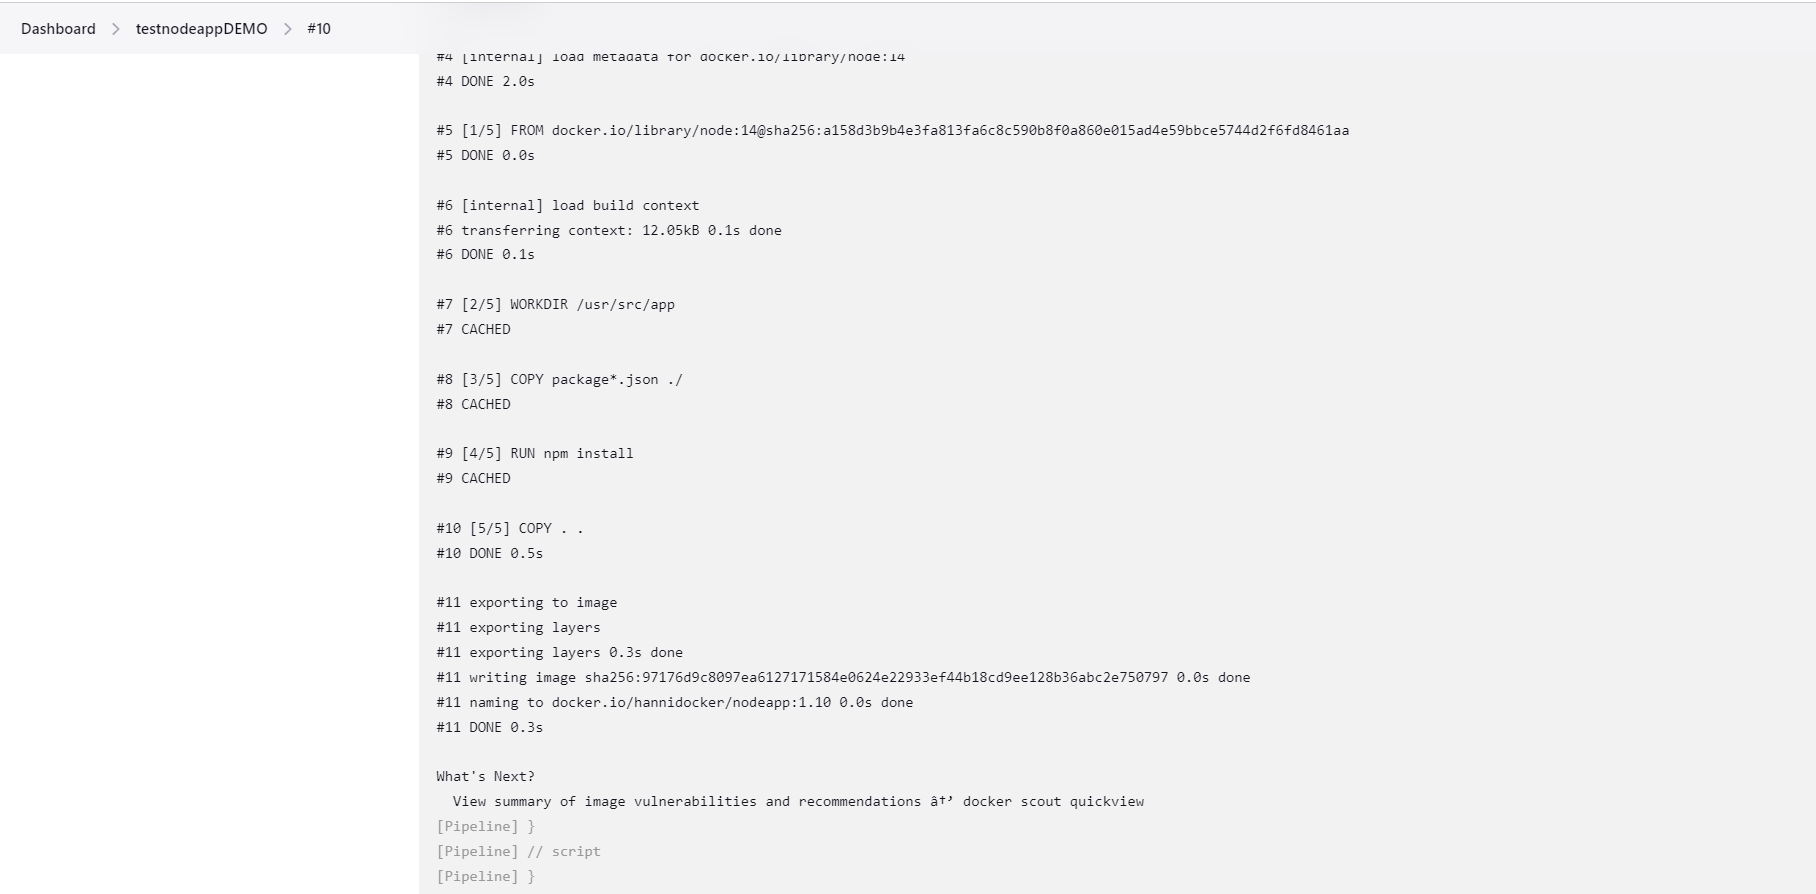 Dashboard > testnodeappDEMO > #10
#4 [internal] load metadata for docker.io/library/node:14
#4 DONE 2.0s
#5 [1/5] FROM docker.io/library/node:14@sha256:a158d3b9b4e3fa813fa6c8c590b8f0a860e015ad4e59bbce5744d2f6fd8461aa
#5 DONE 0.0s
#6 [internal] load build context
#6 transferring context: 12.05kB 0.1s done
#6 DONE 0.1s
#7 [2/5] WORKDIR /usr/src/app
#7 CACHED
#8 [3/5] COPY package*.json ./
#8 CACHED
#9 [4/5] RUN npm install
#9 CACHED
#10 [5/5] COPY . .
#10 DONE 0.5s
#11 exporting to image
#11 exporting layers
#11 exporting layers 0.3s done
#11 writing image sha256:97176d9c8097ea6127171584e0624e22933ef44b18cd9ee128b36abc2e750797 0.0s done
#11 naming to docker.io/hannidocker/nodeapp:1.10 0.0s done
#11 DONE 0.3s
What's Next?
View summary of image vulnerabilities and recommendations â†’ docker scout quickview
[Pipeline] }
[Pipeline] // script
[Pipeline] }